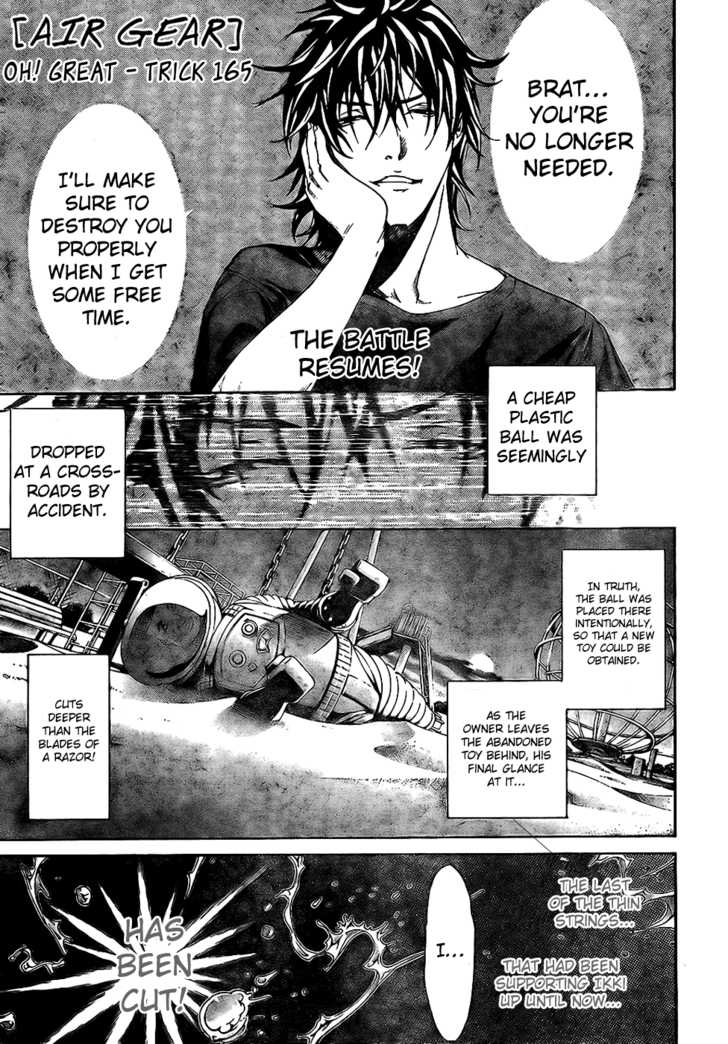 [AIR GEAR]
OH! GREAT - TRICK 165
BRAT...
YOU'RE
NO LONGER
NEEDED.
I'LL MAKE
SURE TO
DESTROY YOU
PROPERLY
WHEN I GET
SOME FREE
TIME.
THE BATTLE
RESUMES!
A CHEAP
PLASTIC
BALL WAS
SEEMINGLY
DROPPED
AT A CROSS-
ROADS BY
ACCIDENT.
IN TRUTH,
THE BALL WAS
PLACED THERE
INTENTIONALLY,
SO THAT A NEW
TOY COULD BE
OBTAINED.
AS THE
OWNER LEAVES
THE ABANDONED
TOY BEHIND, HIS
FINAL GLANCE
AT IT...
CUTS
DEEPER
THAN THE
BLADES OF
A RAZOR!
THE LAST
OF THE THIN
STRINGS...
THAT HAD BEEN
SUPPORTING IKKI
UP UNTIL NOW...
I...
HAS
BEEN
CUT!